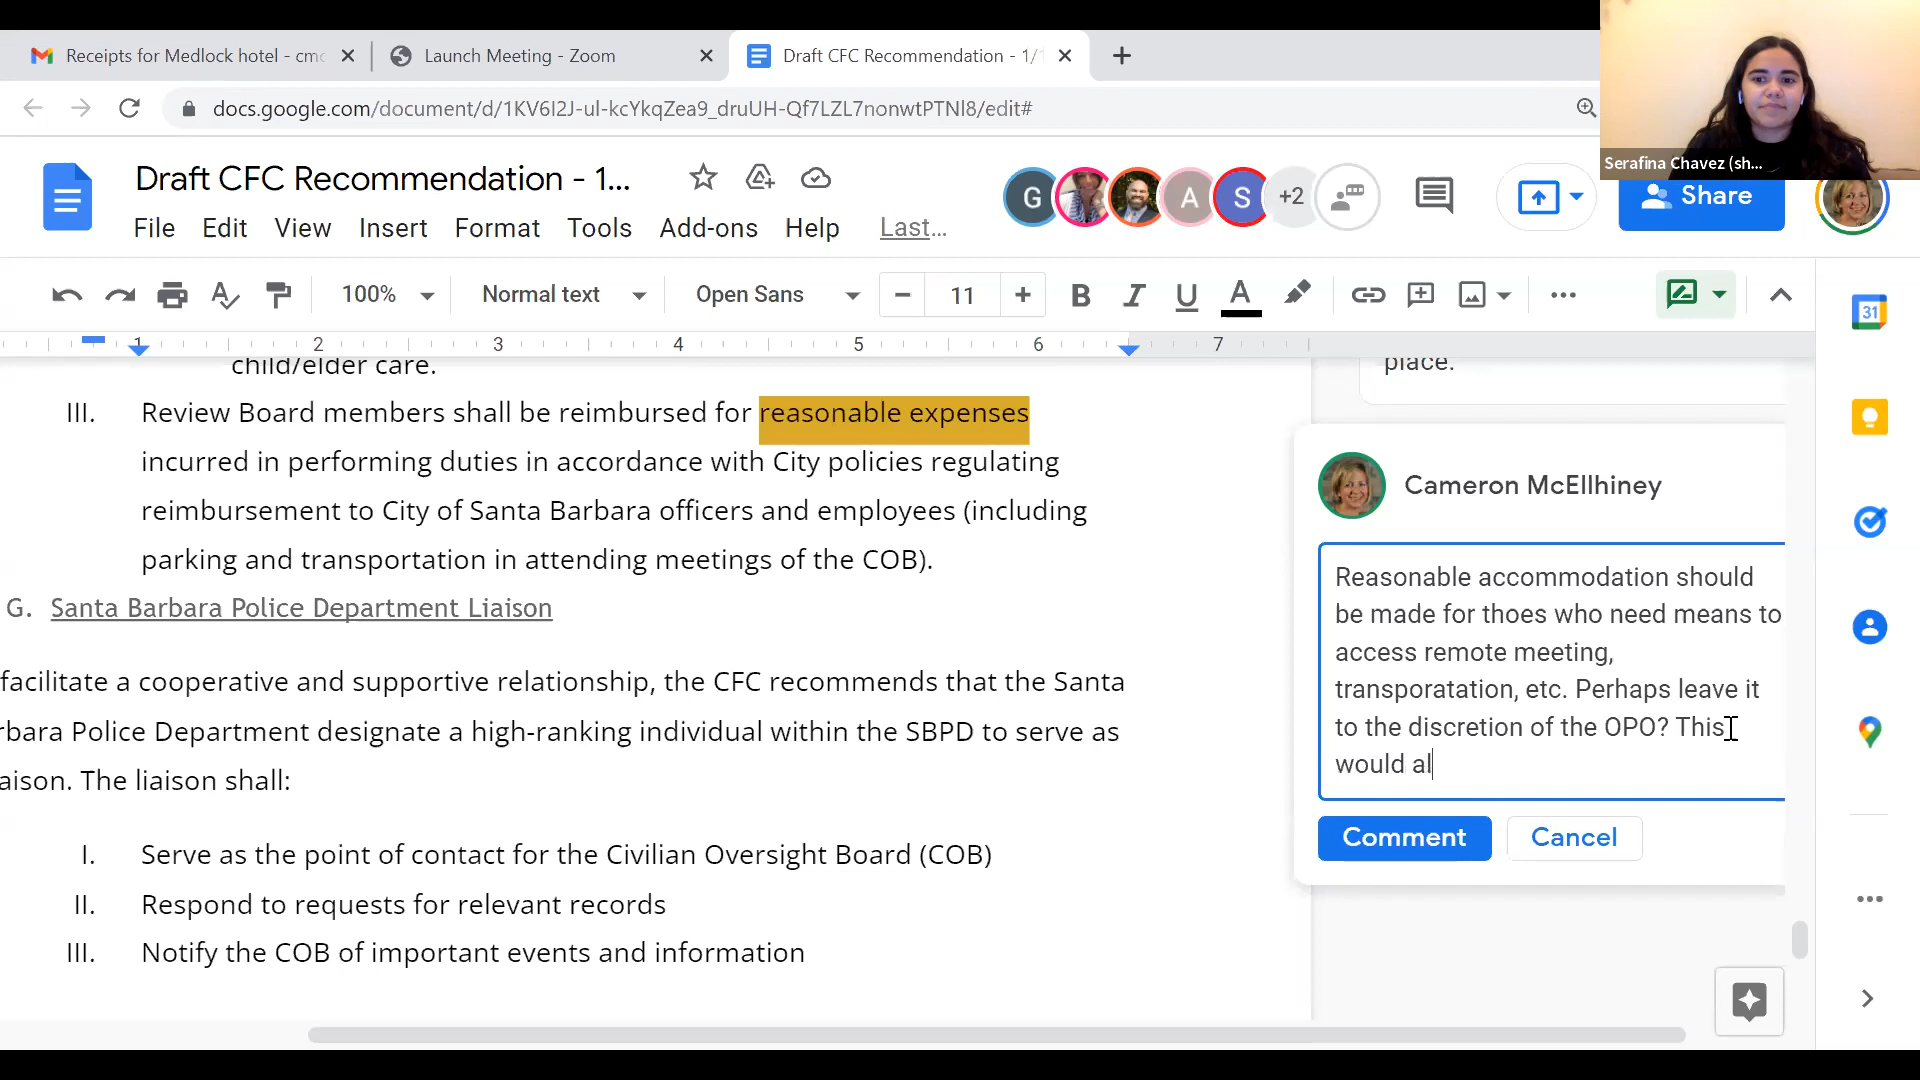 Receipts for Medlock hotel - cmc
Launch Meeting - Zoom
Draft CFC Recommendation - 1/
docs.google.com/document/d/1KV6I2J-ul-kcYkqZea9_druUH-Qf7LZL7nonwtPTNl8/edit#
Serafina Chavez (sh...
Draft CFC Recommendation - 1...
G
A
S
+2
Share
File Edit View Insert Format Tools Add-ons Help Last...
100% Normal text Open Sans 11 B I U A
31
1 2 3 4 5 6 7
child/elder care.
place.
III. Review Board members shall be reimbursed for reasonable expenses
incurred in performing duties in accordance with City policies regulating
reimbursement to City of Santa Barbara officers and employees (including
parking and transportation in attending meetings of the COB).
G. Santa Barbara Police Department Liaison
facilitate a cooperative and supportive relationship, the CFC recommends that the Santa
rbara Police Department designate a high-ranking individual within the SBPD to serve as
aison. The liaison shall:
I. Serve as the point of contact for the Civilian Oversight Board (COB)
II. Respond to requests for relevant records
III. Notify the COB of important events and information
Cameron McEllhiney
Reasonable accommodation should
be made for thoes who need means to
access remote meeting,
transporatation, etc. Perhaps leave it
to the discretion of the OPO? This
would al
Comment Cancel